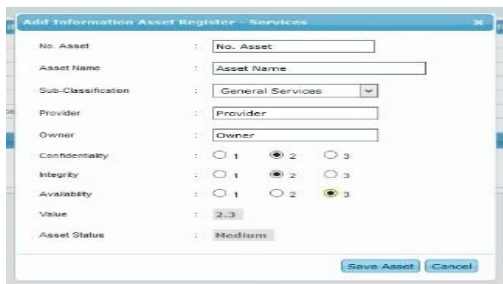 Add Information Asset Register - Services
No. Asset : No. Asset
Asset Name : Asset Name
Sub-Classification : General Services
Provider : Provider
Owner : Owner
Confidentiality : 1 2 3
Integrity : 1 2 3
Availability : 1 2 3
Value : 2.3
Asset Status : Medium
Save Asset Cancel